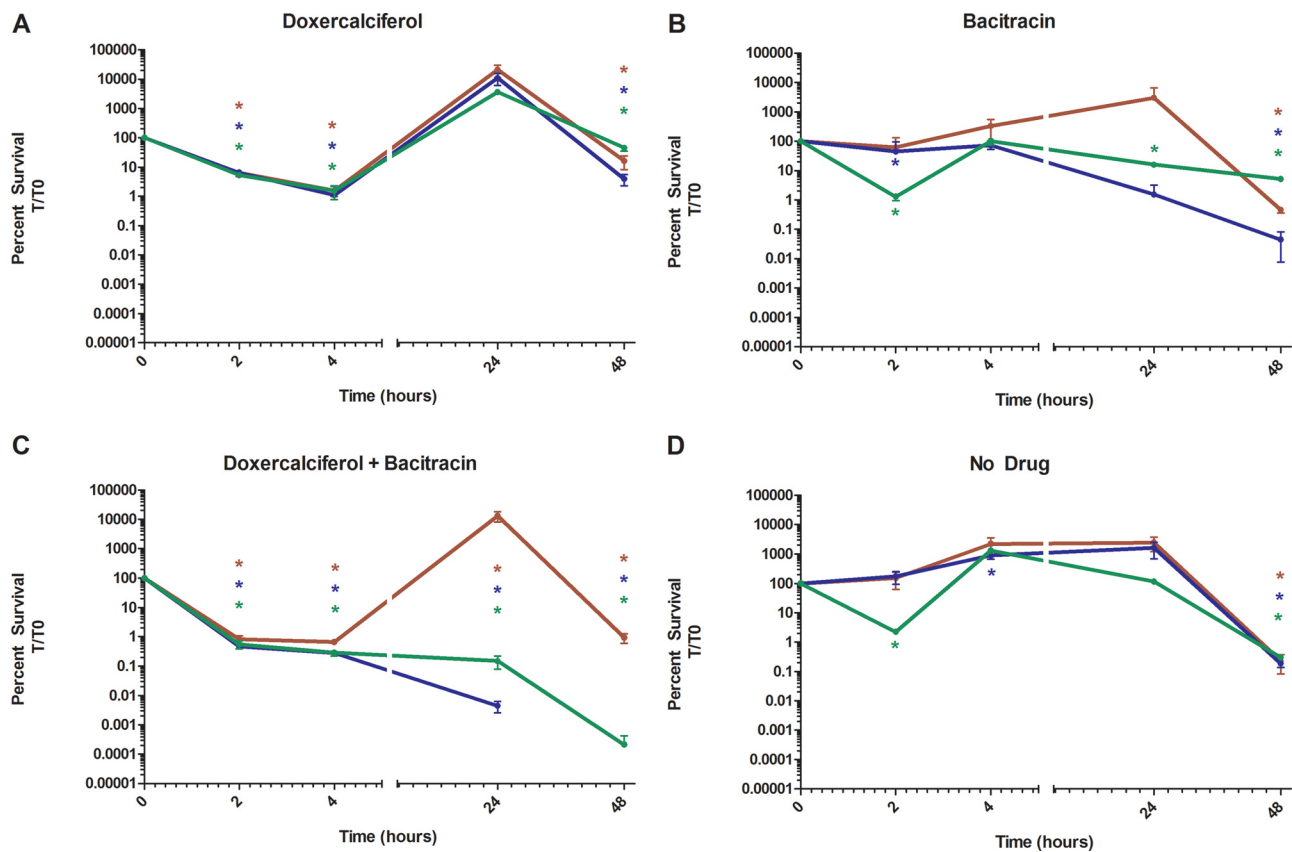 A
Doxercalciferol
100000
10000
1000
100
10
1
0.1
0.01
0.001
0.0001
0.00001
Percent Survival
T/T0
* * *
* * *
* * *
0 2 4 24 48
Time (hours)
B
Bacitracin
100000
10000
1000
100
10
1
0.1
0.01
0.001
0.0001
0.00001
Percent Survival
T/T0
* *
*
* * *
0 2 4 24 48
Time (hours)
C
Doxercalciferol + Bacitracin
100000
10000
1000
100
10
1
0.1
0.01
0.001
0.0001
0.00001
Percent Survival
T/T0
* * *
* * *
* * *
* * *
0 2 4 24 48
Time (hours)
D
No Drug
100000
10000
1000
100
10
1
0.1
0.01
0.001
0.0001
0.00001
Percent Survival
T/T0
*
*
* * *
0 2 4 24 48
Time (hours)